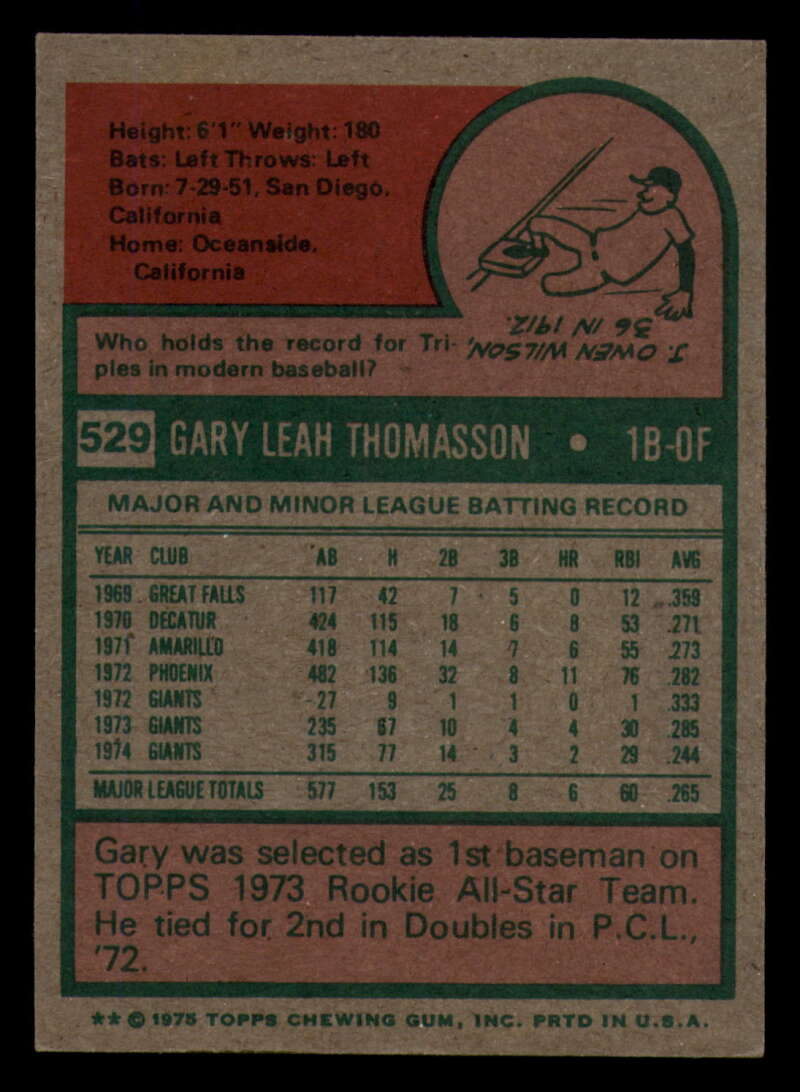 Height: 6'1" Weight: 180
Bats: Left Throws: Left
Born: 7-29-51, San Diego,
California
Home: Oceanside,
California
Who holds the record for Tri-
ples in modern baseball?
J. OWEN WILSON,
36 IN 1912.
529 GARY LEAH THOMASSON • 1B-OF
MAJOR AND MINOR LEAGUE BATTING RECORD
YEAR CLUB AB H 2B 3B HR RBI AVG
1969 GREAT FALLS 117 42 7 5 0 12 .359
1970 DECATUR 424 115 18 6 8 53 .271
1971 AMARILLO 418 114 14 7 6 55 .273
1972 PHOENIX 482 136 32 8 11 76 .282
1972 GIANTS 27 9 1 1 0 1 .333
1973 GIANTS 235 67 10 4 4 30 .285
1974 GIANTS 315 77 14 3 2 29 .244
MAJOR LEAGUE TOTALS 577 153 25 8 6 60 .265
Gary was selected as 1st baseman on
TOPPS 1973 Rookie All-Star Team.
He tied for 2nd in Doubles in P.C.L.,
'72.
** © 1975 TOPPS CHEWING GUM, INC. PRTD IN U.S.A.